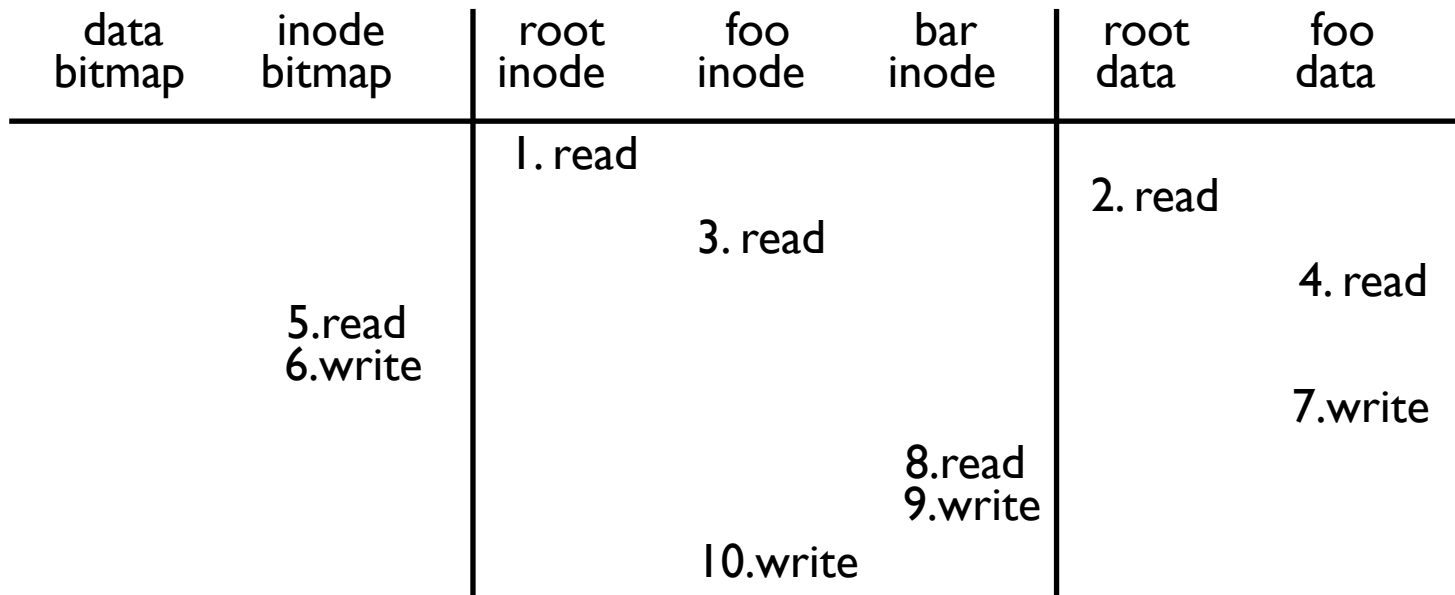 data inode root foo bar root foo
bitmap bitmap inode inode inode data data
1. read
2. read
3. read
4. read
5.read
6.write
7.write
8.read
9.write
10.write